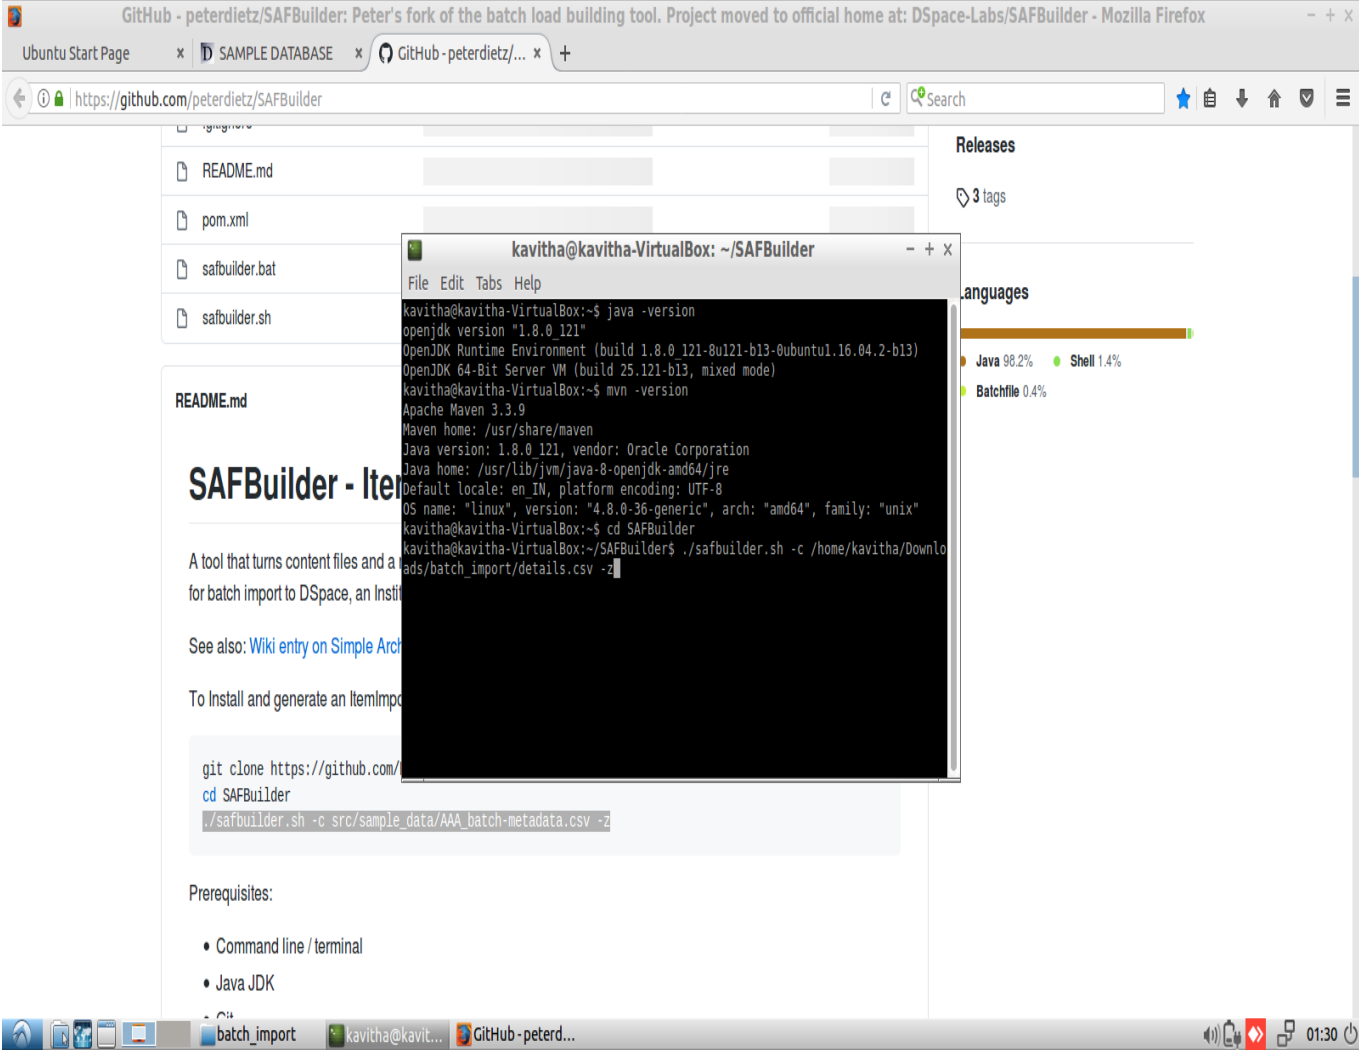 GitHub - peterdietz/SAFBuilder: Peter's fork of the batch load building tool. Project moved to official home at: DSpace-Labs/SAFBuilder - Mozilla Firefox
Ubuntu Start Page
SAMPLE DATABASE
GitHub - peterdietz/...
https://github.com/peterdietz/SAFBuilder
Search
.gitignore
README.md
pom.xml
safbuilder.bat
safbuilder.sh
Releases
3 tags
Languages
Java 98.2%
Shell 1.4%
Batchfile 0.4%
kavitha@kavitha-VirtualBox: ~/SAFBuilder
File Edit Tabs Help
kavitha@kavitha-VirtualBox:~$ java -version
openjdk version "1.8.0_121"
OpenJDK Runtime Environment (build 1.8.0_121-8u121-b13-0ubuntu1.16.04.2-b13)
OpenJDK 64-Bit Server VM (build 25.121-b13, mixed mode)
kavitha@kavitha-VirtualBox:~$ mvn -version
Apache Maven 3.3.9
Maven home: /usr/share/maven
Java version: 1.8.0_121, vendor: Oracle Corporation
Java home: /usr/lib/jvm/java-8-openjdk-amd64/jre
Default locale: en_IN, platform encoding: UTF-8
OS name: "linux", version: "4.8.0-36-generic", arch: "amd64", family: "unix"
kavitha@kavitha-VirtualBox:~$ cd SAFBuilder
kavitha@kavitha-VirtualBox:~/SAFBuilder$ ./safbuilder.sh -c /home/kavitha/Downlo
ads/batch_import/details.csv -z
README.md
SAFBuilder - Ite
A tool that turns content files and a
for batch import to DSpace, an Instit
See also: Wiki entry on Simple Arc
To Install and generate an ItemImpo
git clone https://github.com/
cd SAFBuilder
./safbuilder.sh -c src/sample_data/AAA_batch-metadata.csv -z
Prerequisites:
• Command line / terminal
• Java JDK
• Git
batch_import
kavitha@kavit...
GitHub - peterd...
01:30